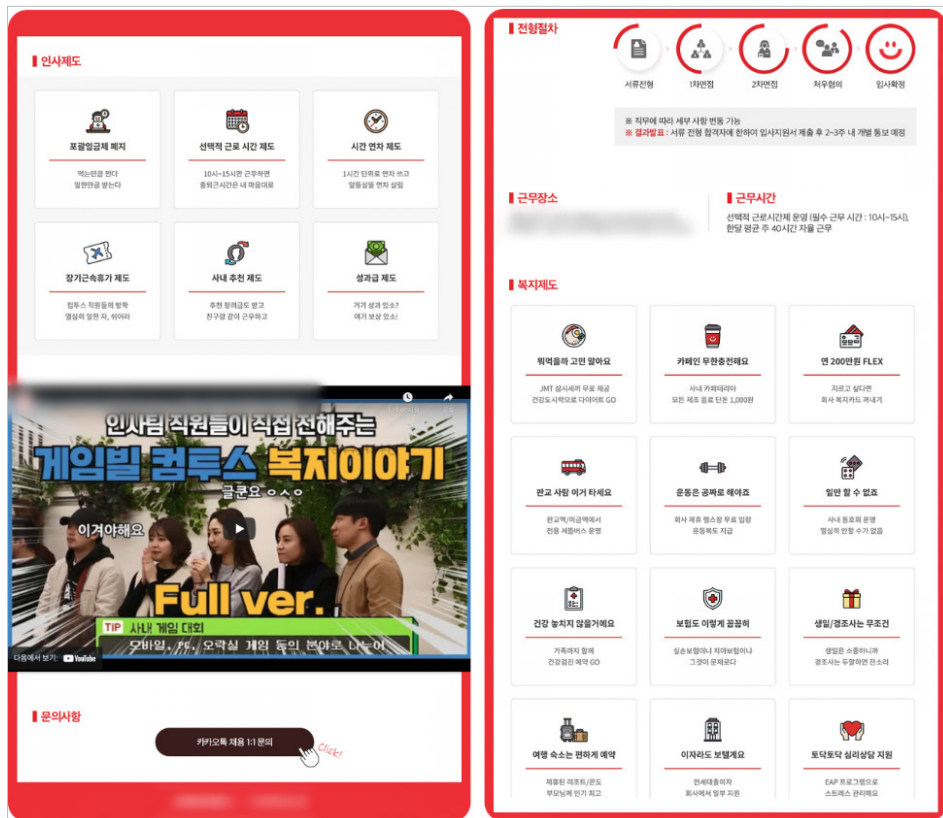 인사제도
포괄임금제 폐지
먹는만큼 찐다
일한만큼 받는다
선택적 근로 시간 제도
10시~15시만 근무하면
출퇴근시간은 내 마음대로
시간 연차 제도
1시간 단위로 연차 쓰고
알뜰살뜰 연차 살림
장기근속휴가 제도
컴투스 직원들의 방학
열심히 일한 자, 쉬어라
사내 추천 제도
추천 장려금도 받고
친구랑 같이 근무하고
성과급 제도
거기 성과 있소?
여기 보상 있소!
인사팀 직원들이 직접 전해주는
게임빌 컴투스 복지이야기
글쿤요 ㅇㅅㅇ
이겨야해요
Full ver.
TIP 사내 게임 대회
모바일, PC, 오락실 게임 등의 분야로 나누어
다음에서 보기: YouTube
문의사항
카카오톡 채용 1:1 문의
Click!
전형절차
서류전형
1차면접
2차면접
처우협의
입사확정
※ 직무에 따라 세부 사항 변동 가능
※ 결과발표 : 서류 전형 합격자에 한하여 입사지원서 제출 후 2~3주 내 개별 통보 예정
근무장소
근무시간
선택적 근로시간제 운영 (필수 근무 시간 : 10시~15시),
한달 평균 주 40시간 자율 근무
복지제도
뭐먹을까 고민 말아요
JMT 삼시세끼 무료 제공
건강도시락으로 다이어트 GO
카페인 무한충전해요
사내 카페테리아
모든 제조 음료 단돈 1,000원
연 200만원 FLEX
지르고 싶다면
회사 복지카드 꺼내기
판교 사람 이거 타세요
판교역/미금역에서
전용 셔틀버스 운영
운동은 공짜로 해야죠
회사 제휴 헬스장 무료 입장
운동복도 지급
일만 할 수 없죠
사내 동호회 운영
열심히 안할 수가 없음
건강 놓치지 않을거예요
가족까지 함께
건강검진 예약 GO
보험도 이렇게 꼼꼼히
실손보험이냐 치아보험이냐
그것이 문제로다
생일/경조사는 무조건
생일은 소중하니까
경조사는 두말하면 잔소리
여행 숙소는 편하게 예약
제휴된 리조트/콘도
부모님께 인기 최고
이자라도 보탤게요
전세대출이자
회사에서 일부 지원
토닥토닥 심리상담 지원
EAP 프로그램으로
스트레스 관리해요